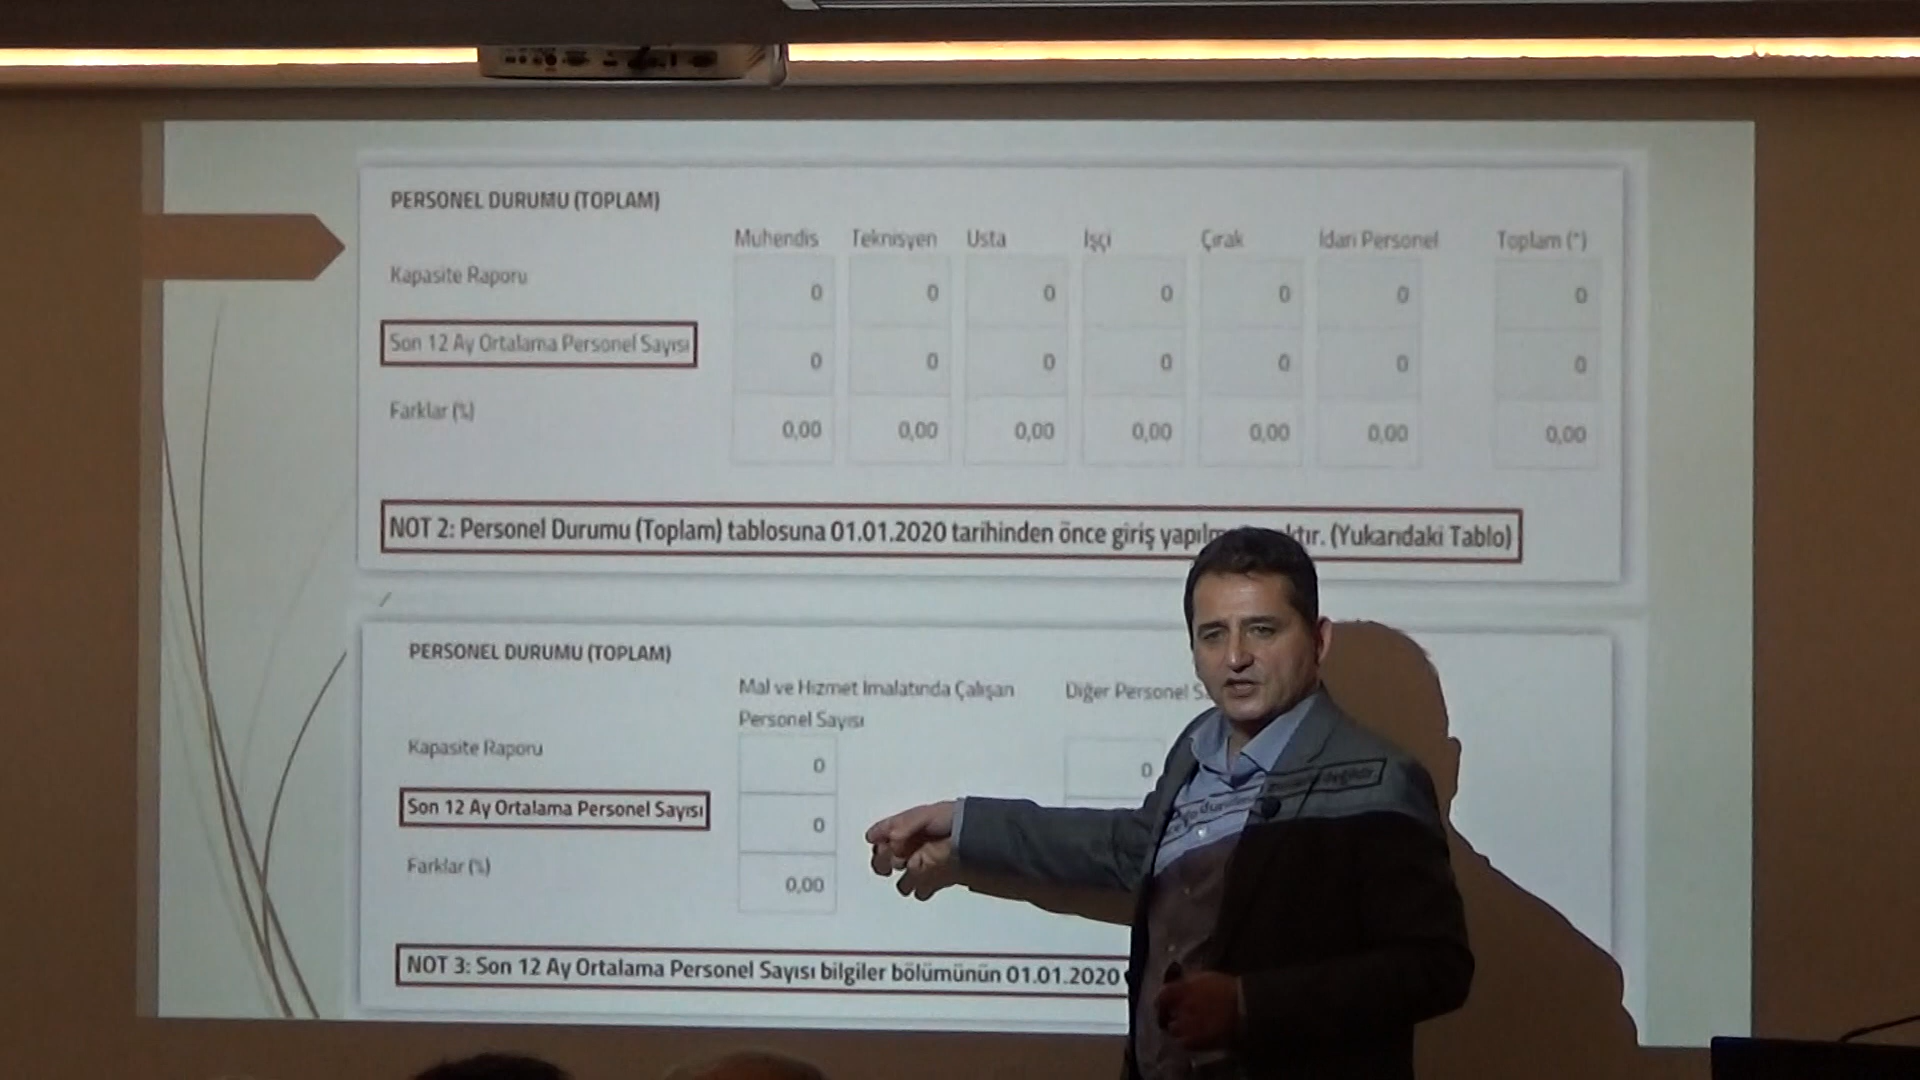 PERSONEL DURUMU (TOPLAM)
Mühendis Teknisyen Usta İşçi Çırak İdari Personel Toplam (*)
Kapasite Raporu 0 0 0 0 0 0 0
Son 12 Ay Ortalama Personel Sayısı 0 0 0 0 0 0 0
Farklar (%) 0,00 0,00 0,00 0,00 0,00 0,00 0,00
NOT 2: Personel Durumu (Toplam) tablosuna 01.01.2020 tarihinden önce giriş (Yukarıdaki Tablo)
PERSONEL DURUMU (TOPLAM)
Mal ve Hizmet İmalatında Çalışan Diğer Personel
Personel Sayısı
Kapasite Raporu 0 0
Son 12 Ay Ortalama Personel Sayısı 0
Farklar (%) 0,00
NOT 3: Son 12 Ay Ortalama Personel Sayısı bilgiler bölümünün 01.01.2020
değildir.